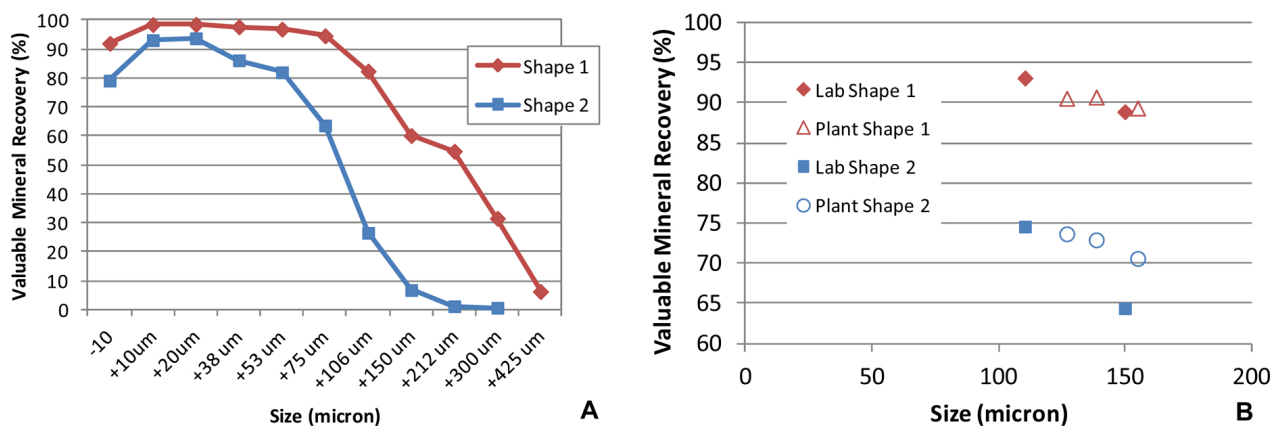 Valuable Mineral Recovery (%)
100
90
80
70
60
50
40
30
20
10
0
Shape 1
Shape 2
-10
+10um
+20um
+38 um
+53 um
+75 um
+106 um
+150 um
+212 um
+300 um
+425 um
Size (micron)
A
Valuable Mineral Recovery (%)
100
95
90
85
80
75
70
65
60
Lab Shape 1
Plant Shape 1
Lab Shape 2
Plant Shape 2
0
50
100
150
200
Size (micron)
B